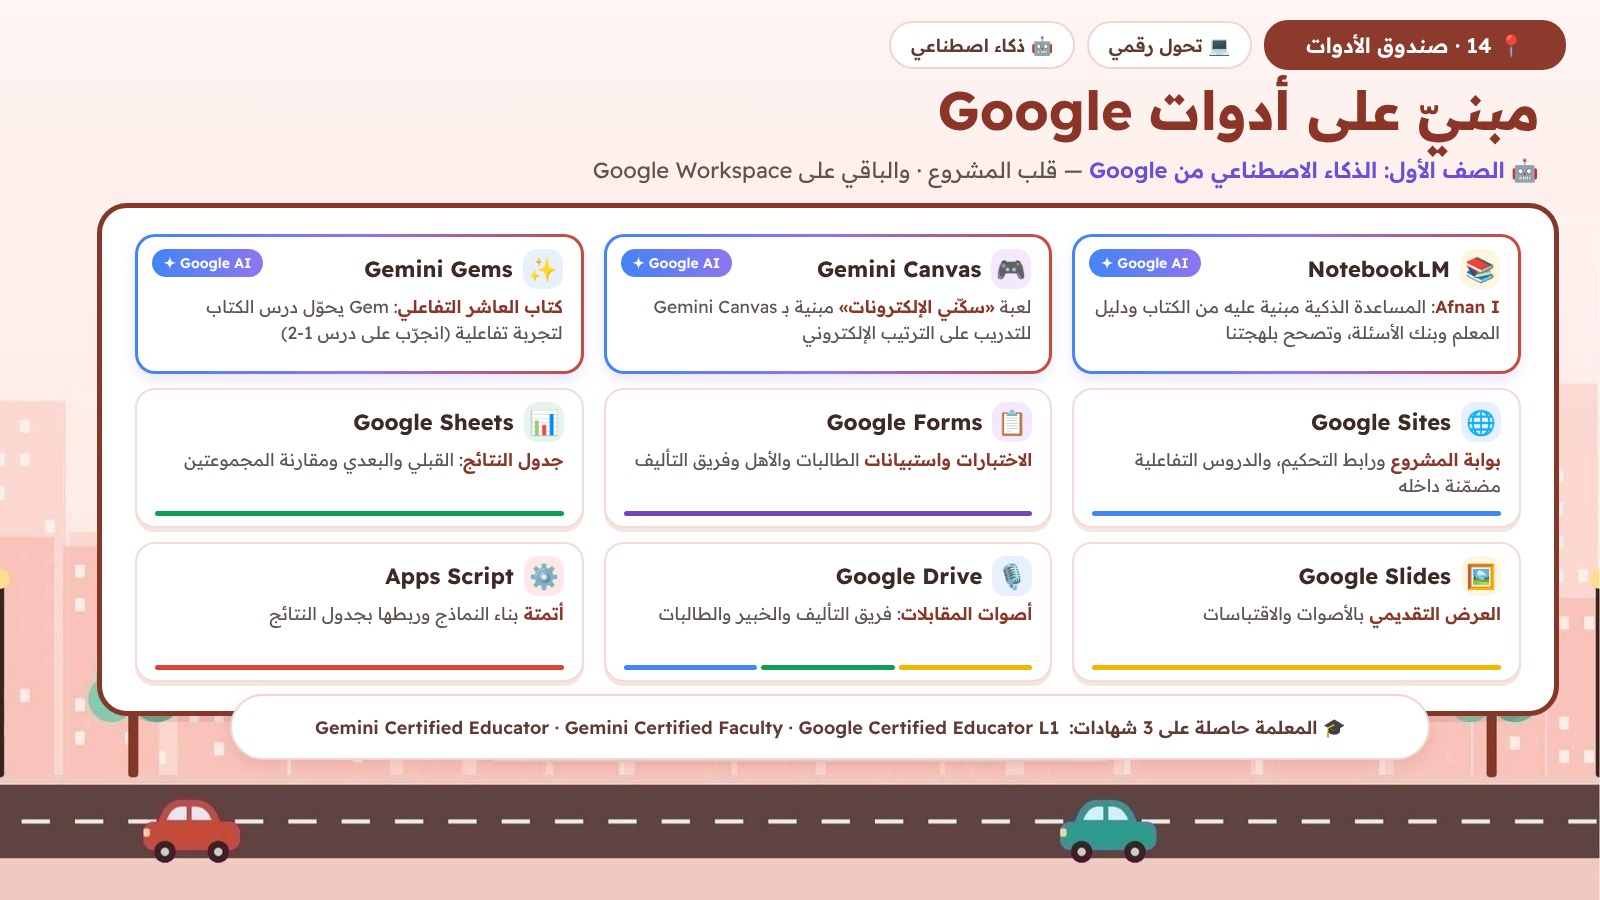 📍 14 · صندوق الأدوات
💻 تحول رقمي
🤖 ذكاء اصطناعي
مبنيّ على أدوات Google
🤖 الصف الأول: الذكاء الاصطناعي من Google — قلب المشروع · والباقي على Google Workspace
NotebookLM
✦ Google AI
Afnan I: المساعدة الذكية مبنية عليه من الكتاب ودليل
المعلم وبنك الأسئلة، وتصحح بلهجتنا
Gemini Canvas
✦ Google AI
لعبة «سكّني الإلكترونات» مبنية بـ Gemini Canvas
للتدريب على الترتيب الإلكتروني
Gemini Gems
✦ Google AI
كتاب العاشر التفاعلي: Gem يحوّل درس الكتاب
لتجربة تفاعلية (انجرّب على درس 1-2)
Google Sites
بوابة المشروع ورابط التحكيم، والدروس التفاعلية
مضمّنة داخله
Google Forms
الاختبارات واستبيانات الطالبات والأهل وفريق التأليف
Google Sheets
جدول النتائج: القبلي والبعدي ومقارنة المجموعتين
Google Slides
العرض التقديمي بالأصوات والاقتباسات
Google Drive
أصوات المقابلات: فريق التأليف والخبير والطالبات
Apps Script
أتمتة بناء النماذج وربطها بجدول النتائج
🎓 المعلمة حاصلة على 3 شهادات: Gemini Certified Educator · Gemini Certified Faculty · Google Certified Educator L1